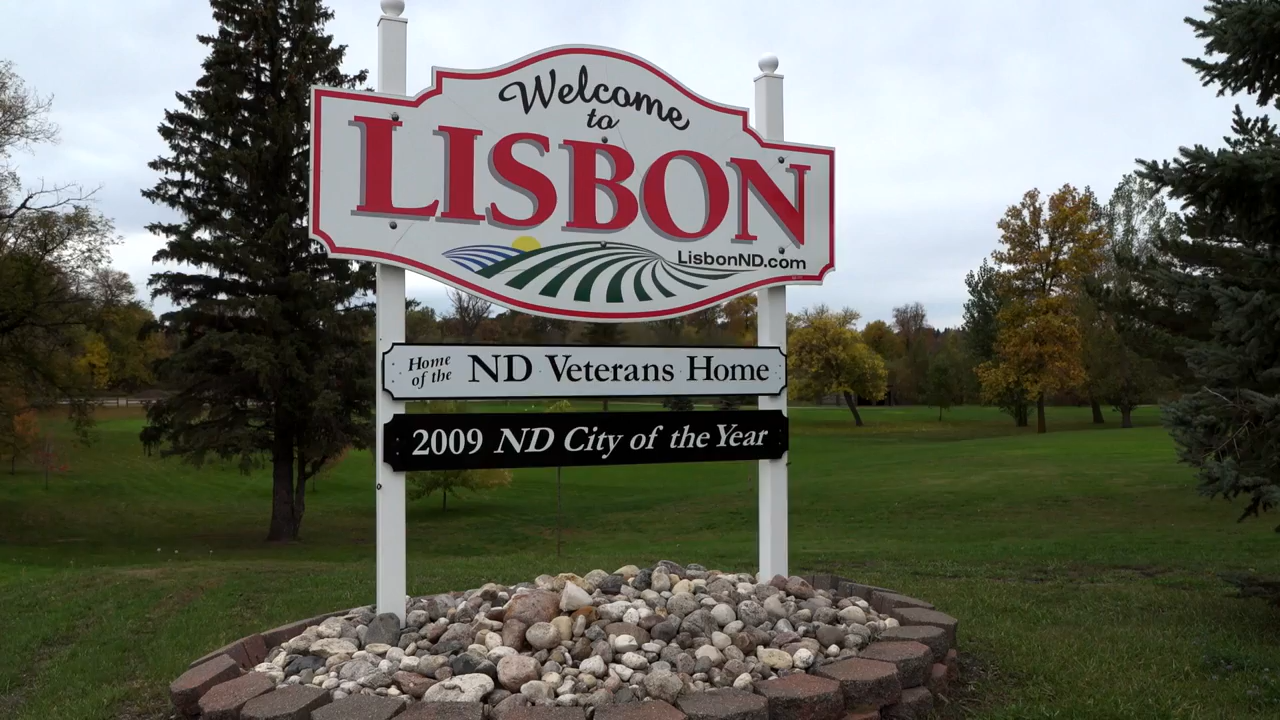 Welcome
to
LISBON
LisbonND.com
Home of the ND Veterans Home
2009 ND City of the Year